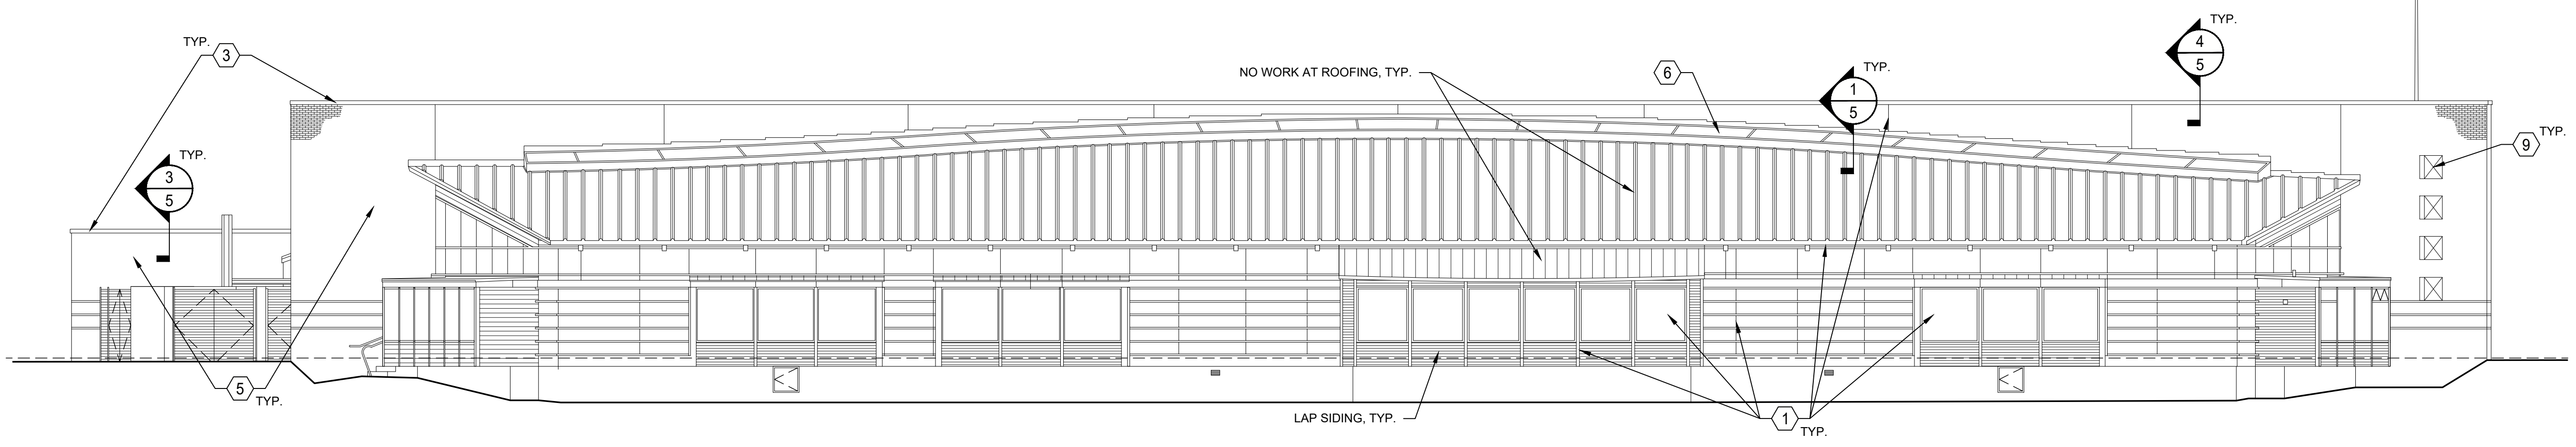 TYP.
3
TYP.
3
5
NO WORK AT ROOFING, TYP.
6
TYP.
1
5
TYP.
4
5
9
TYP.
5
TYP.
LAP SIDING, TYP.
1
TYP.